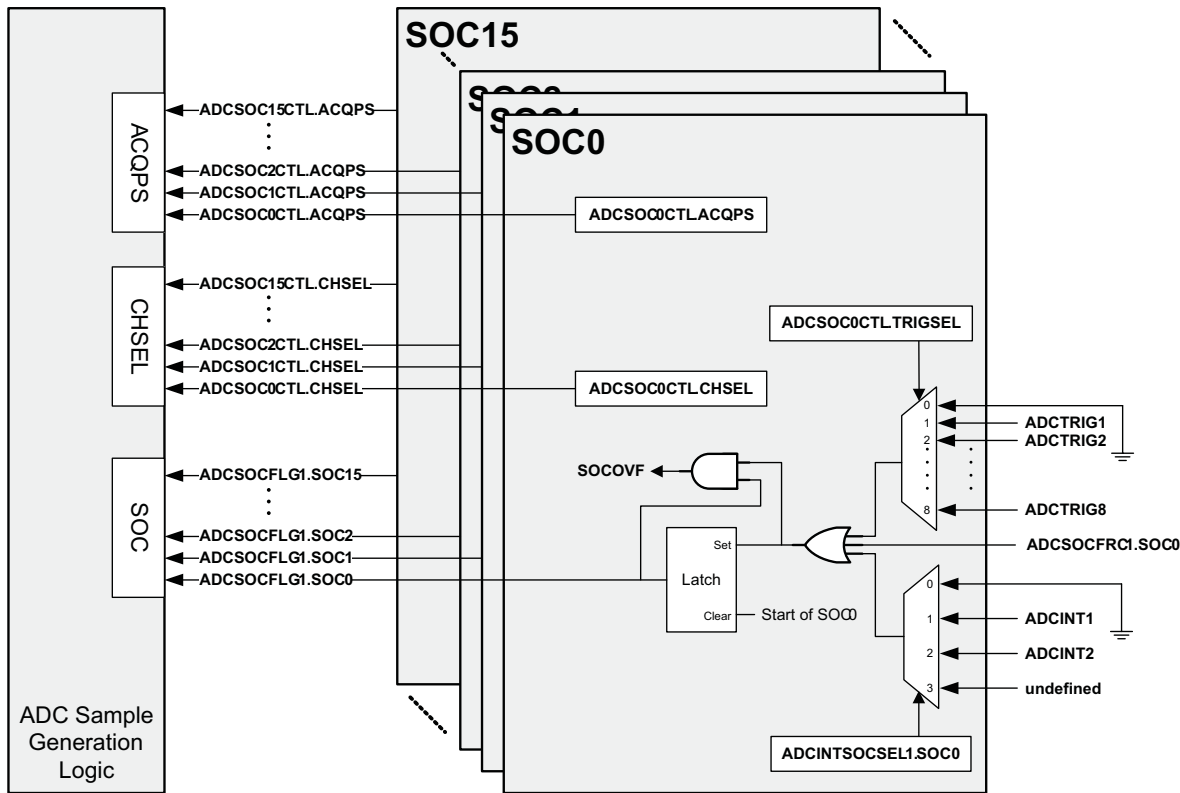 SOC15
SOC0
ACQPS
ADCSOC15CTL.ACQPS
ADCSOC2CTL.ACQPS
ADCSOC1CTL.ACQPS
ADCSOC0CTL.ACQPS
ADCSOC0CTL.ACQPS
CHSEL
ADCSOC15CTL.CHSEL
ADCSOC2CTL.CHSEL
ADCSOC1CTL.CHSEL
ADCSOC0CTL.CHSEL
ADCSOC0CTL.CHSEL
ADCSOC0CTL.TRIGSEL
0
1
2
8
ADCTRIG1
ADCTRIG2
ADCTRIG8
SOC
ADCSOCFLG1.SOC15
ADCSOCFLG1.SOC2
ADCSOCFLG1.SOC1
ADCSOCFLG1.SOC0
SOCOVF
Set
Latch
Clear
Start of SOC0
ADCSOCFRC1.SOC0
0
1
2
3
ADCINT1
ADCINT2
undefined
ADCINTSOCSEL1.SOC0
ADC Sample
Generation
Logic